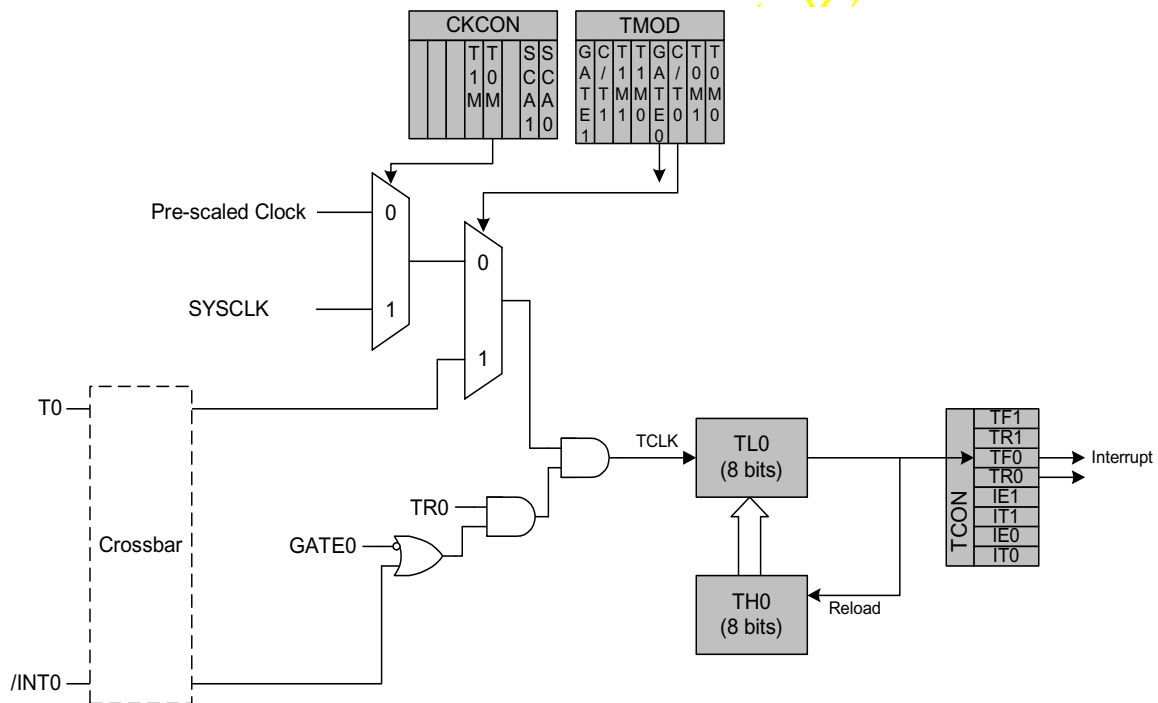 CKCON
TMOD
T1M
T0M
SCA1
SCA0
GATE1
C/T1
T1M1
T1M0
GATE0
C/T0
T0M1
T0M0
Pre-scaled Clock
0
SYSCLK
1
0
1
T0
Crossbar
/INT0
GATE0
TR0
TCLK
TL0
(8 bits)
TH0
(8 bits)
Reload
TCON
TF1
TR1
TF0
TR0
IE1
IT1
IE0
IT0
Interrupt